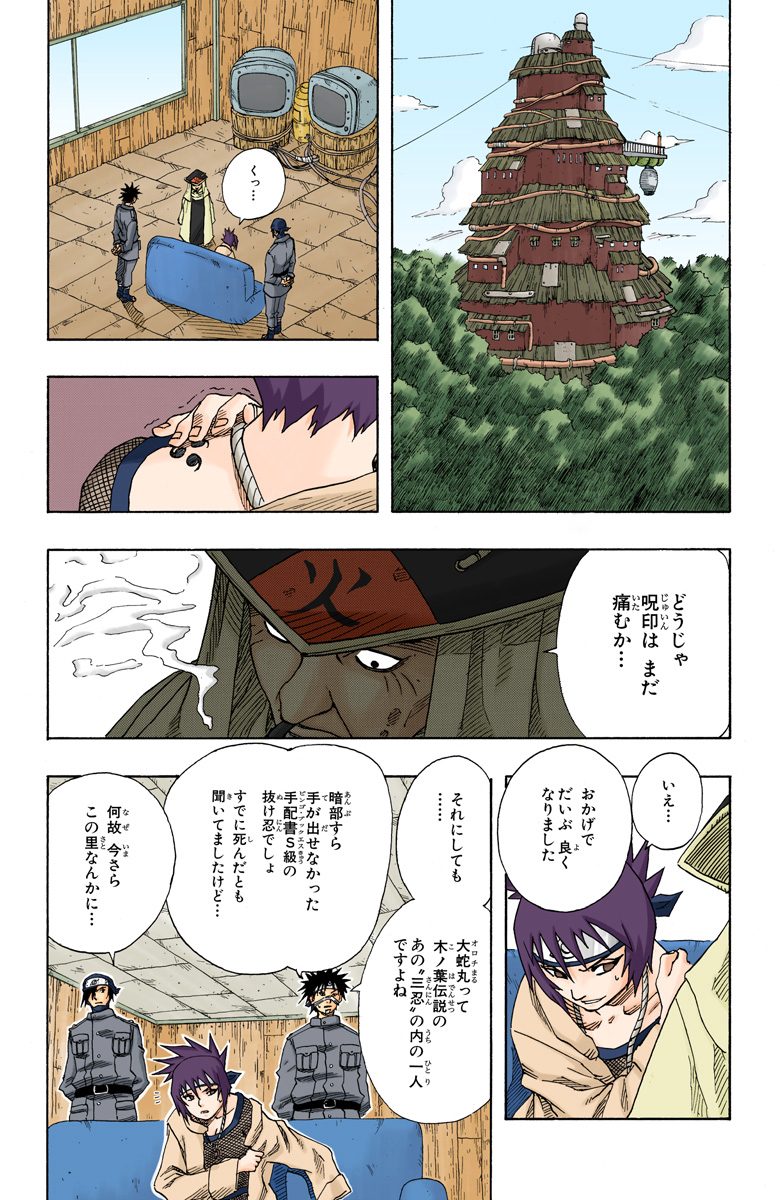 くっ…
どうじゃ
呪印は まだ
痛むか…
火
いえ…
おかげで
だいぶ 良く
なりました
それにしても
……
大蛇丸って
木ノ葉伝説の
あの〝三忍〟の内の一人
ですよね
暗部すら
手が出せなかった
手配書S級の
抜け忍でしょ
すでに死んだとも
聞いてましたけど…
何故 今さら
この里なんかに…